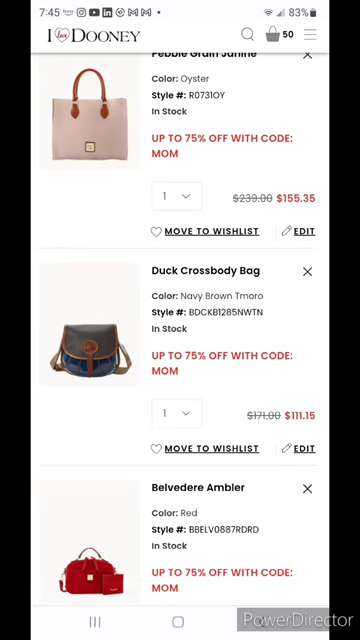 7:45
83%
I love DOONEY
50
Pebble Grain Janine
Color: Oyster
Style #: R0731OY
In Stock
UP TO 75% OFF WITH CODE:
MOM
1
$239.00 $155.35
MOVE TO WISHLIST
EDIT
Duck Crossbody Bag
Color: Navy Brown Tmoro
Style #: BDCKB1285NWTN
In Stock
UP TO 75% OFF WITH CODE:
MOM
1
$171.00 $111.15
MOVE TO WISHLIST
EDIT
Belvedere Ambler
Color: Red
Style #: BBELV0887RDRD
In Stock
UP TO 75% OFF WITH CODE:
MOM
PowerDirector